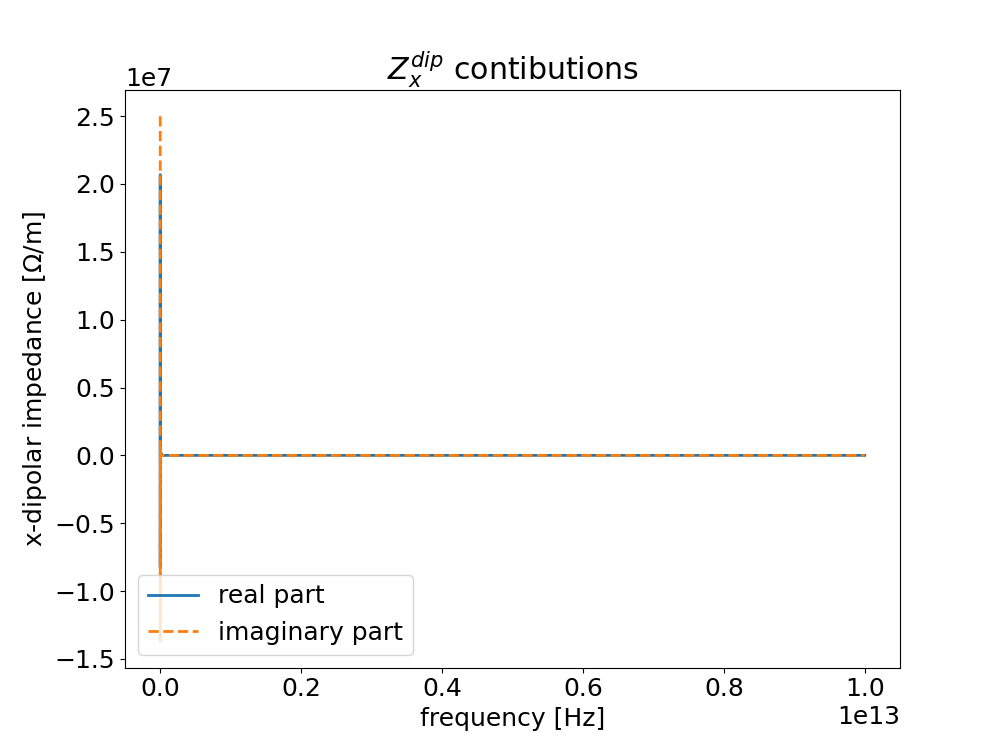 Z_x^{dip} contibutions
1e7
2.5
2.0
1.5
1.0
0.5
0.0
−0.5
−1.0
−1.5
x-dipolar impedance [Ω/m]
real part
imaginary part
0.0 0.2 0.4 0.6 0.8 1.0
1e13
frequency [Hz]